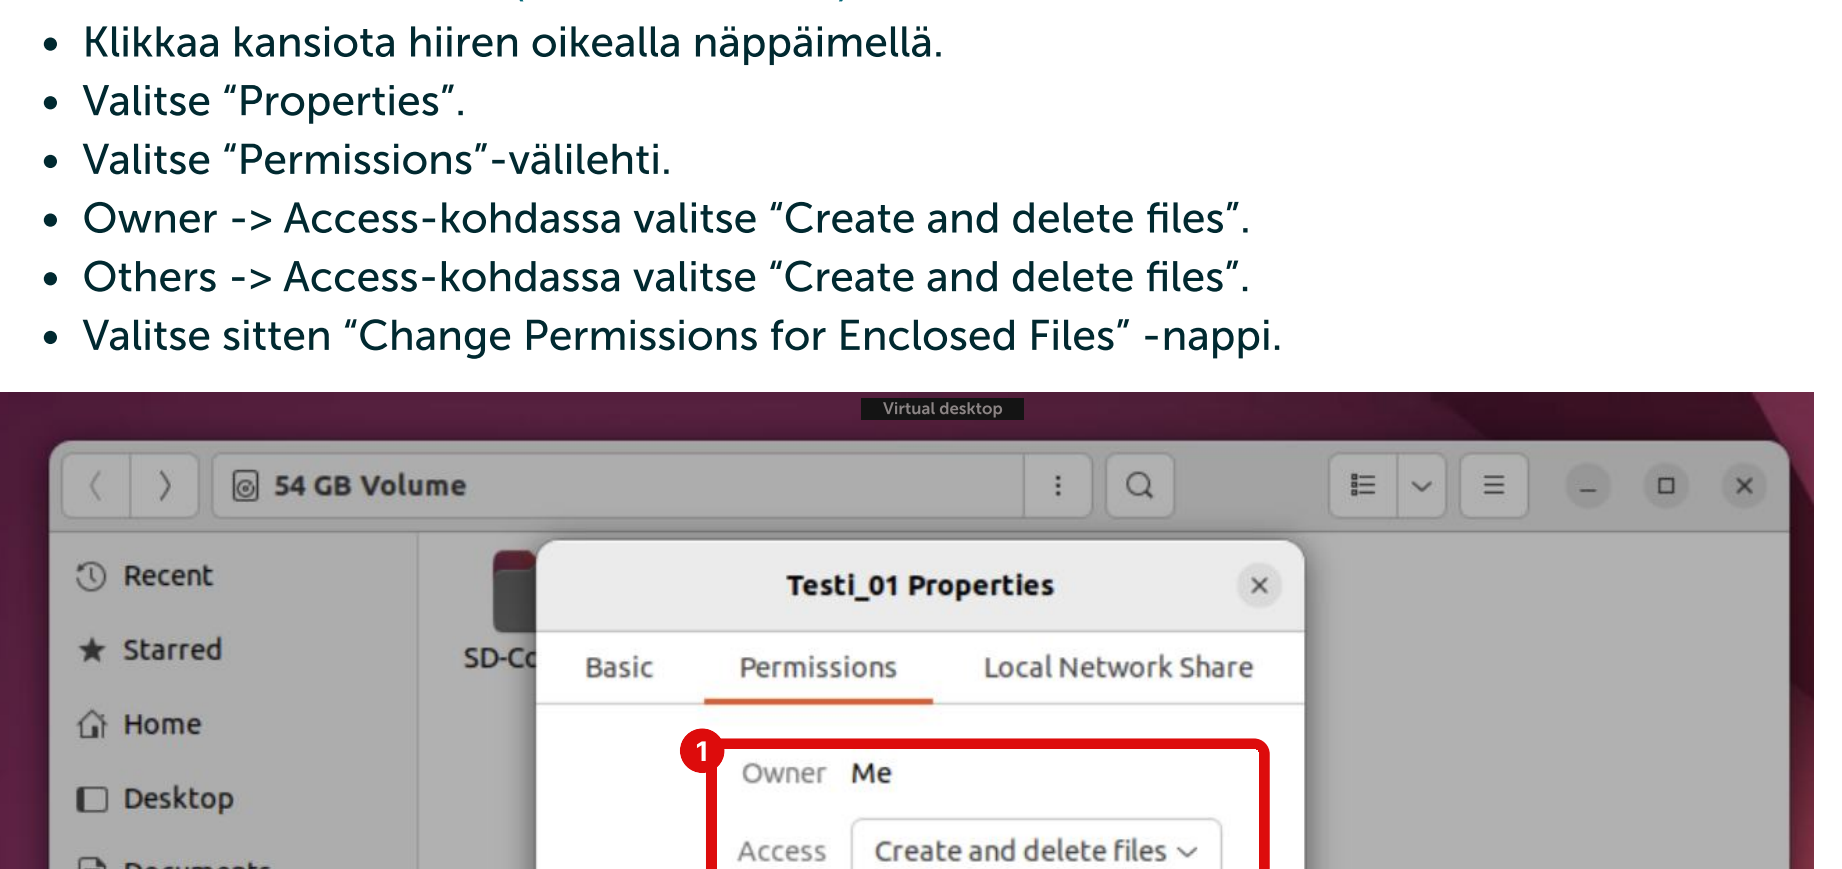 • Klikkaa kansiota hiiren oikealla näppäimellä.
• Valitse “Properties”.
• Valitse “Permissions”-välilehti.
• Owner -> Access-kohdassa valitse “Create and delete files”.
• Others -> Access-kohdassa valitse “Create and delete files”.
• Valitse sitten “Change Permissions for Enclosed Files” -nappi.
Virtual desktop
54 GB Volume
Recent
Starred
Home
Desktop
SD-Co
Testi_01 Properties
Basic Permissions Local Network Share
1
Owner Me
Access Create and delete files